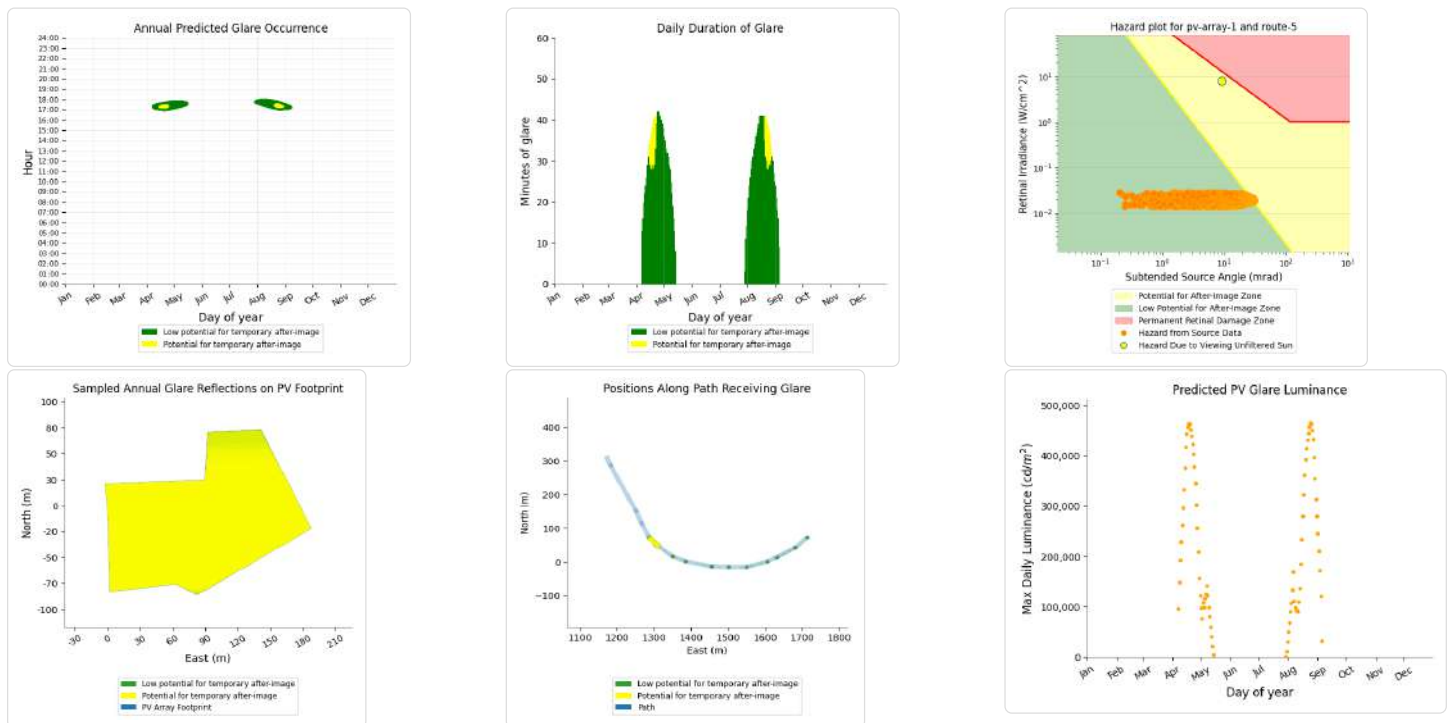 Annual Predicted Glare Occurrence
24:00
23:00
22:00
21:00
20:00
19:00
18:00
17:00
16:00
15:00
14:00
13:00
12:00
11:00
10:00
09:00
08:00
07:00
06:00
05:00
04:00
03:00
02:00
01:00
00:00
Hour
Jan Feb Mar Apr May Jun Jul Aug Sep Oct Nov Dec
Day of year
Low potential for temporary after-image
Potential for temporary after-image
Daily Duration of Glare
60
50
40
30
20
10
0
Minutes of glare
Jan Feb Mar Apr May Jun Jul Aug Sep Oct Nov Dec
Day of year
Low potential for temporary after-image
Potential for temporary after-image
Hazard plot for pv-array-1 and route-5
10¹
10⁰
10⁻¹
10⁻²
Retinal Irradiance (W/cm^2)
10⁻¹ 10⁰ 10¹ 10² 10³
Subtended Source Angle (mrad)
Potential for After-Image Zone
Low Potential for After-Image Zone
Permanent Retinal Damage Zone
Hazard from Source Data
Hazard Due to Viewing Unfiltered Sun
Sampled Annual Glare Reflections on PV Footprint
100
80
50
30
0
-20
-50
-70
-100
North (m)
-30 0 30 60 90 120 150 180 210
East (m)
Low potential for temporary after-image
Potential for temporary after-image
PV Array Footprint
Positions Along Path Receiving Glare
400
300
200
100
0
−100
North (m)
1100 1200 1300 1400 1500 1600 1700 1800
East (m)
Low potential for temporary after-image
Potential for temporary after-image
Path
Predicted PV Glare Luminance
500,000
400,000
300,000
200,000
100,000
0
Max Daily Luminance (cd/m²)
Jan Feb Mar Apr May Jun Jul Aug Sep Oct Nov Dec
Day of year